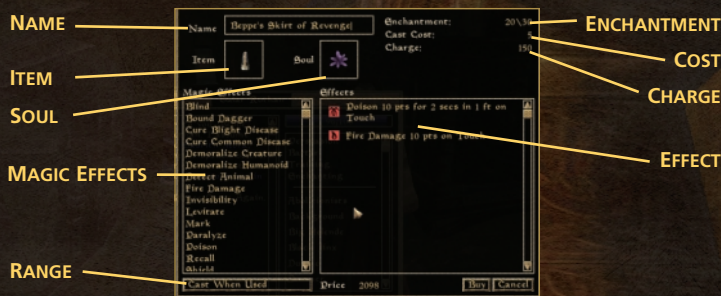 NAME
ITEM
SOUL
MAGIC EFFECTS
RANGE
Name Beppe's Skirt of Revenge
Item
Soul
Enchantment: 20\30
Cast Cost: 5
Charge: 150
Magic Effects
Blind
Bound Dagger
Cure Blight Disease
Cure Common Disease
Demoralize Creature
Demoralize Humanoid
Detect Animal
Fire Damage
Invisibility
Levitate
Mark
Paralyze
Poison
Recall
Shield
Effects
Poison 10 pts for 2 secs in 1 ft on
Touch
Fire Damage 10 pts on Touch
Cast When Used
Price 2098
Buy Cancel
ENCHANTMENT
COST
CHARGE
EFFECT